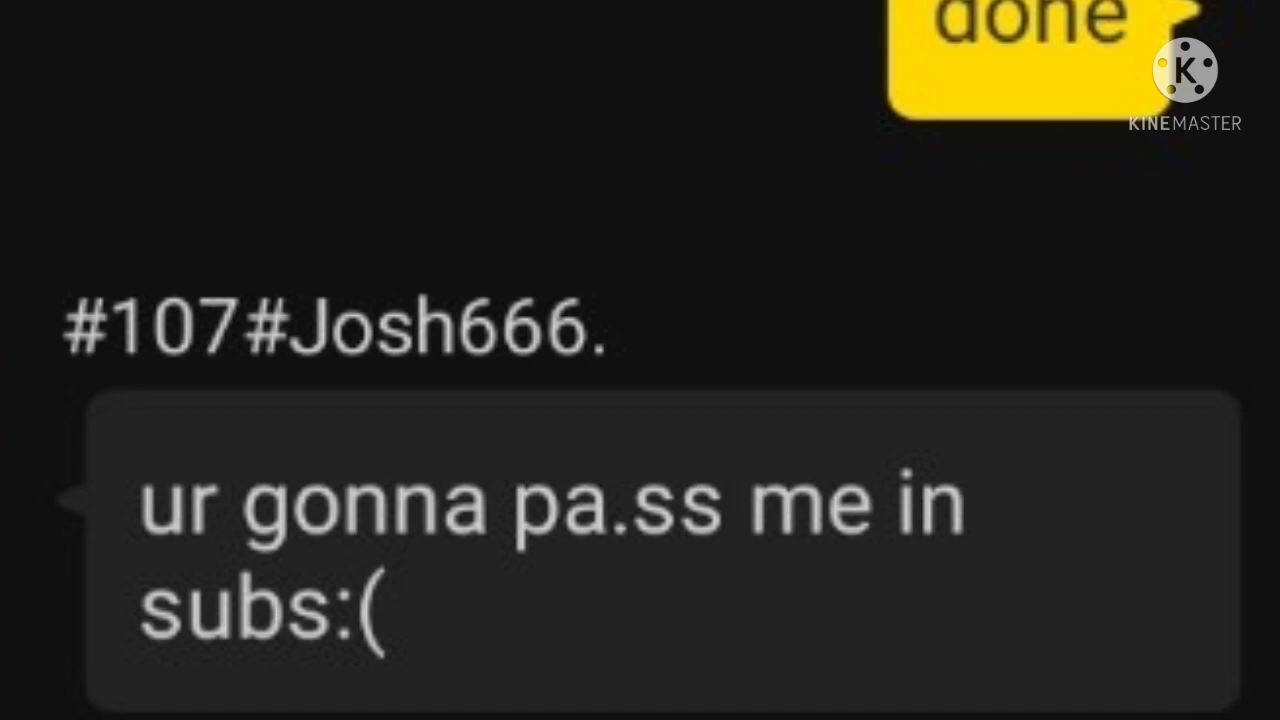 done
K
KINEMASTER
#107#Josh666.
ur gonna pa.ss me in
subs:(